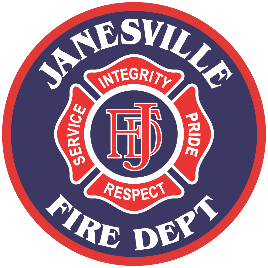 JANESVILLE
INTEGRITY
SERVICE
PRIDE
JFD
RESPECT
FIRE DEPT